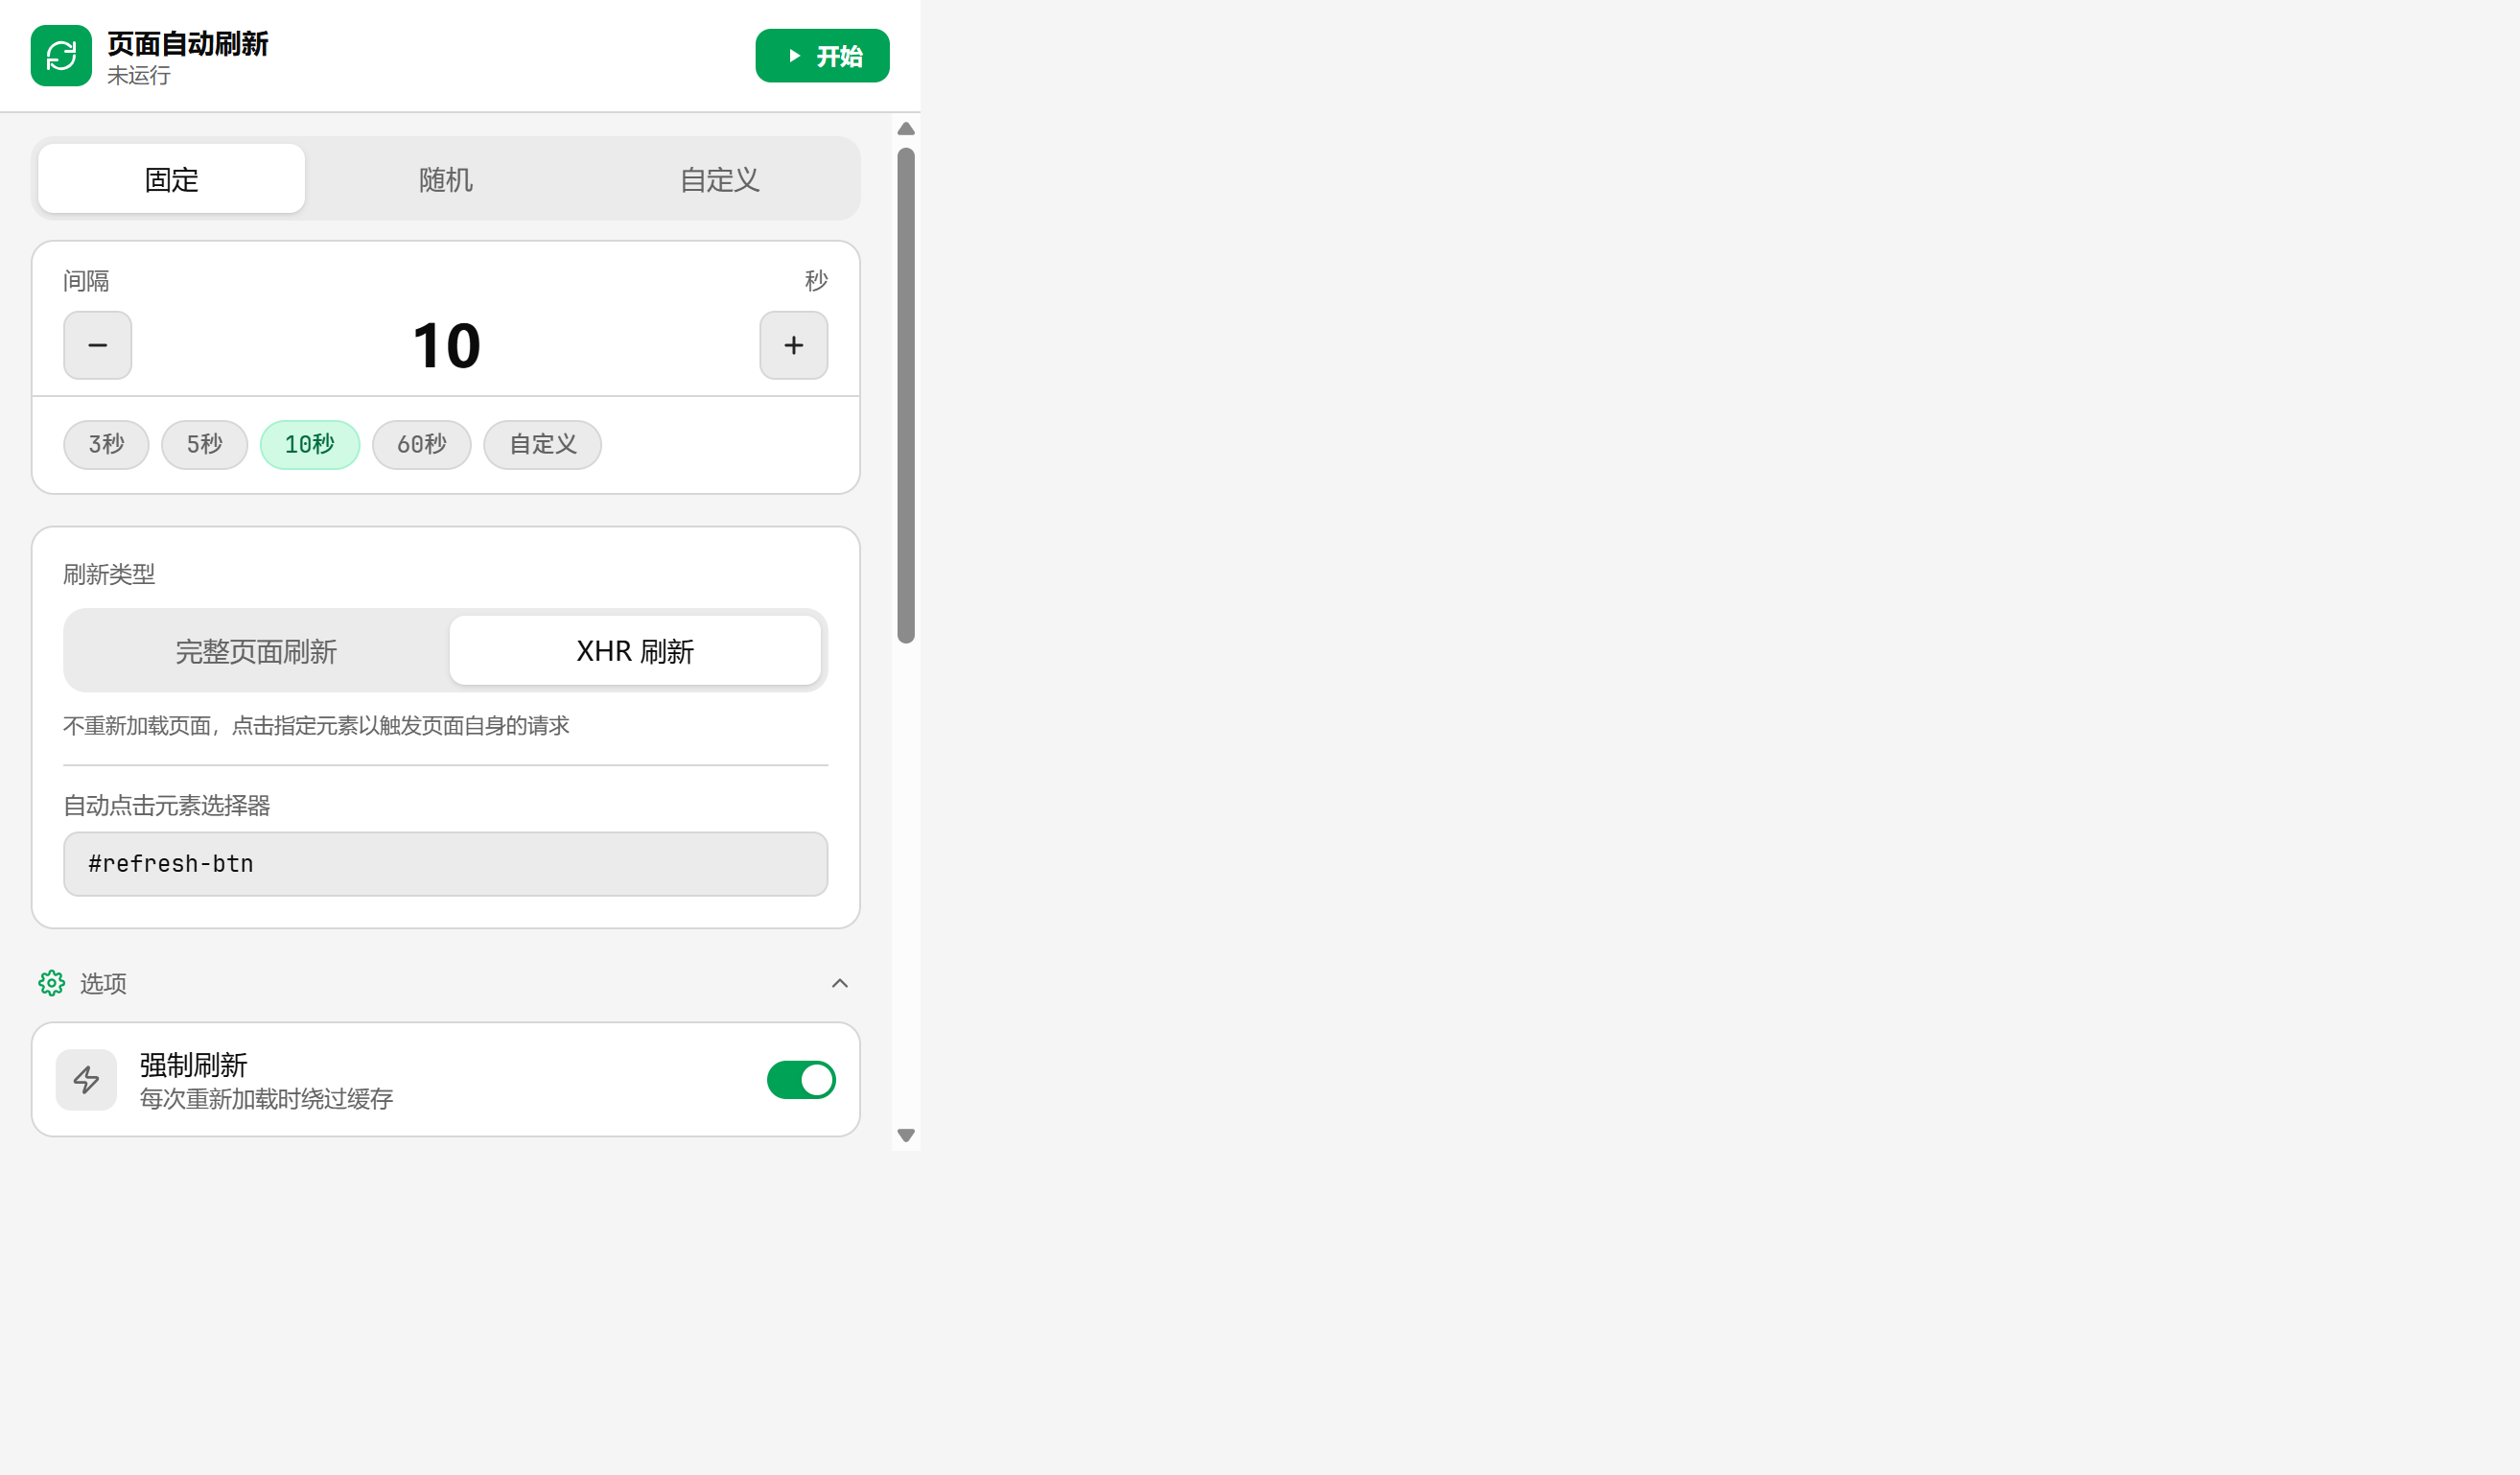 页面自动刷新
未运行
开始
固定
随机
自定义
间隔
秒
10
3秒
5秒
10秒
60秒
自定义
刷新类型
完整页面刷新
XHR 刷新
不重新加载页面，点击指定元素以触发页面自身的请求
自动点击元素选择器
#refresh-btn
选项
强制刷新
每次重新加载时绕过缓存